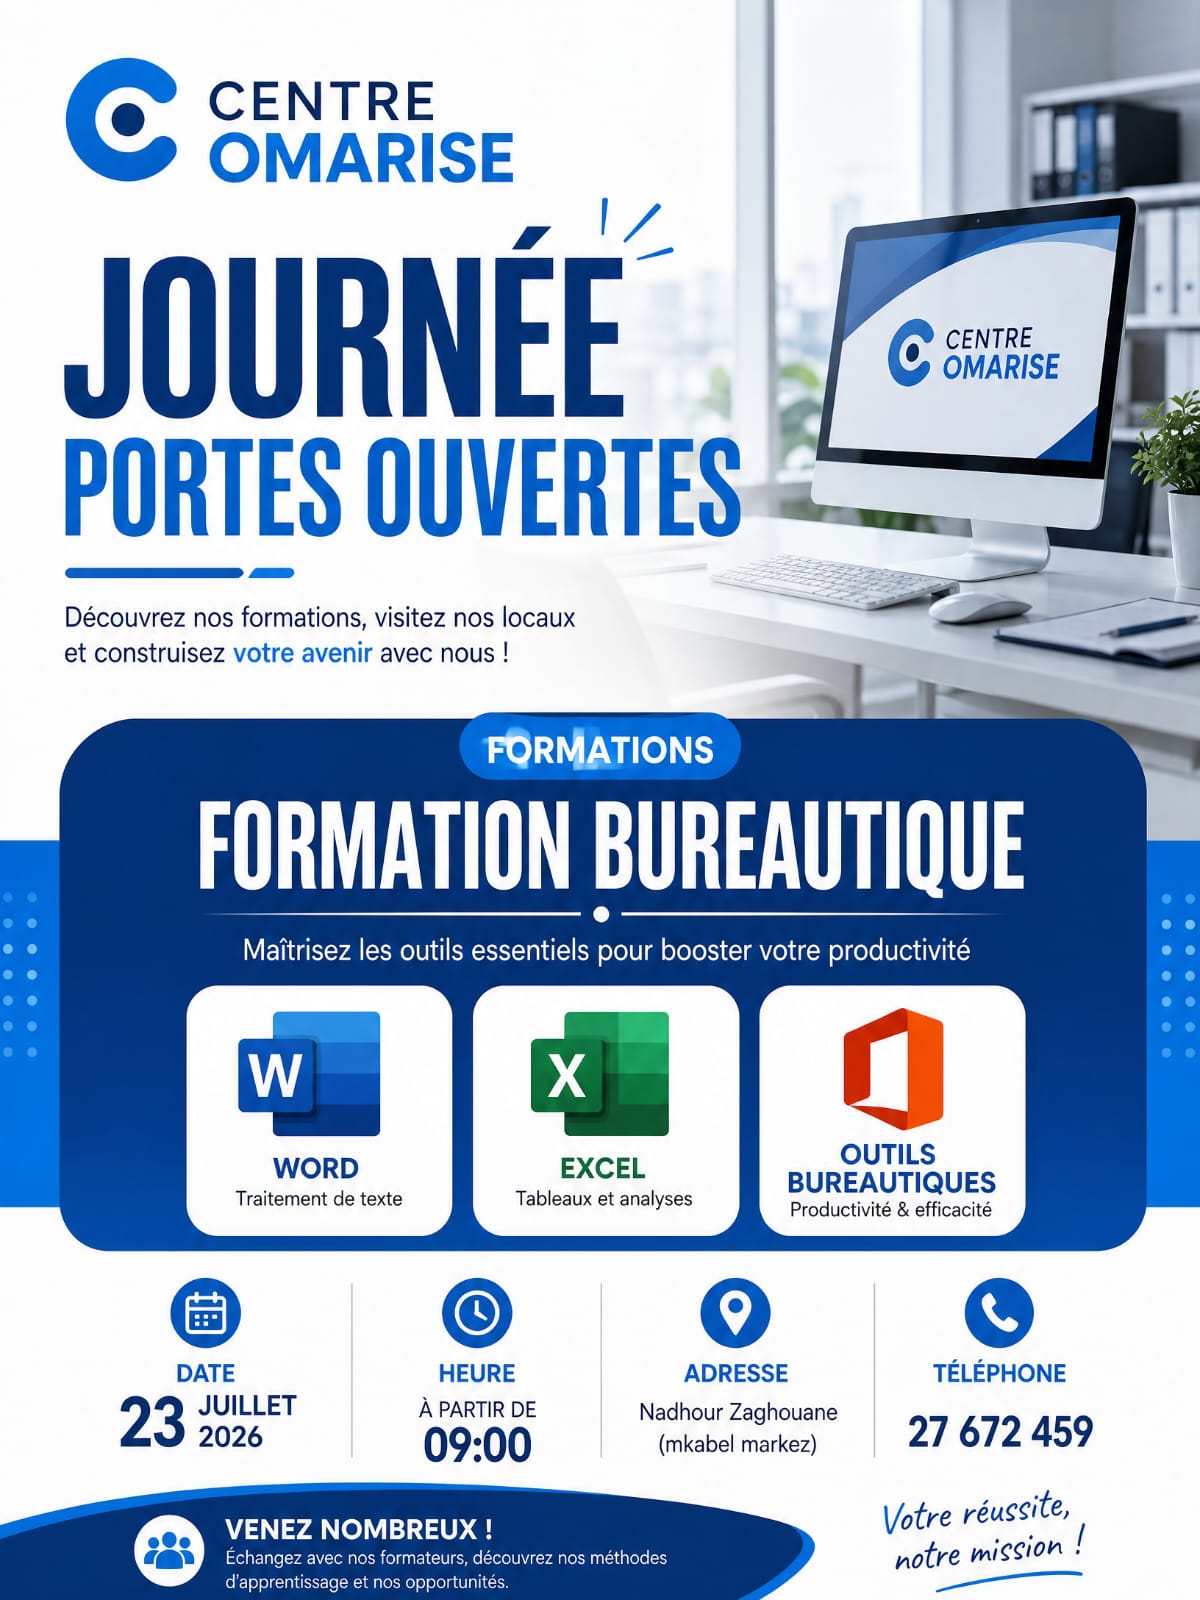 CENTRE
OMARISE
JOURNÉE
PORTES OUVERTES
Découvrez nos formations, visitez nos locaux
et construisez votre avenir avec nous !
CENTRE
OMARISE
FORMATIONS
FORMATION BUREAUTIQUE
Maîtrisez les outils essentiels pour booster votre productivité
W
WORD
Traitement de texte
X
EXCEL
Tableaux et analyses
OUTILS
BUREAUTIQUES
Productivité & efficacité
DATE
23 JUILLET
2026
HEURE
À PARTIR DE
09:00
ADRESSE
Nadhour Zaghouane
(mkabel markez)
TÉLÉPHONE
27 672 459
VENEZ NOMBREUX !
Échangez avec nos formateurs, découvrez nos méthodes
d'apprentissage et nos opportunités.
Votre réussite,
notre mission !